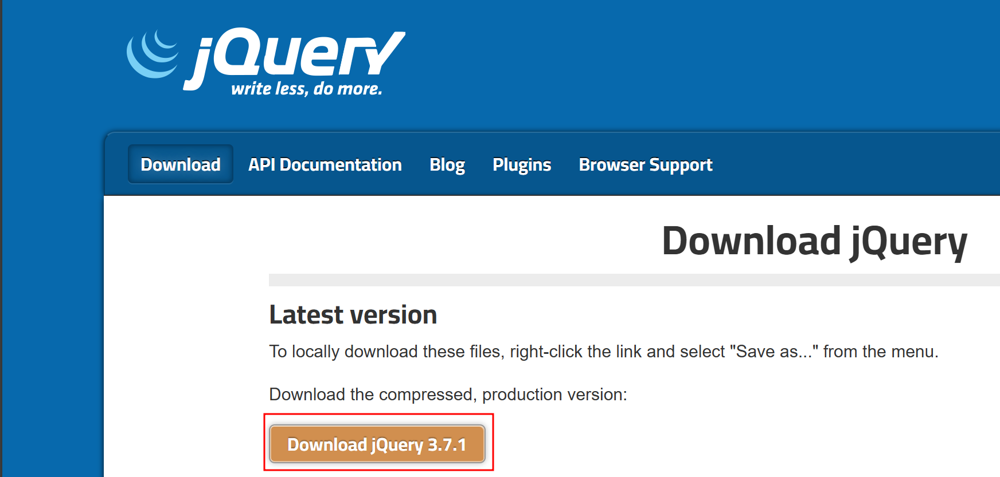 jQuery
write less, do more.
Download API Documentation Blog Plugins Browser Support
Download jQuery
Latest version
To locally download these files, right-click the link and select "Save as..." from the menu.
Download the compressed, production version:
Download jQuery 3.7.1